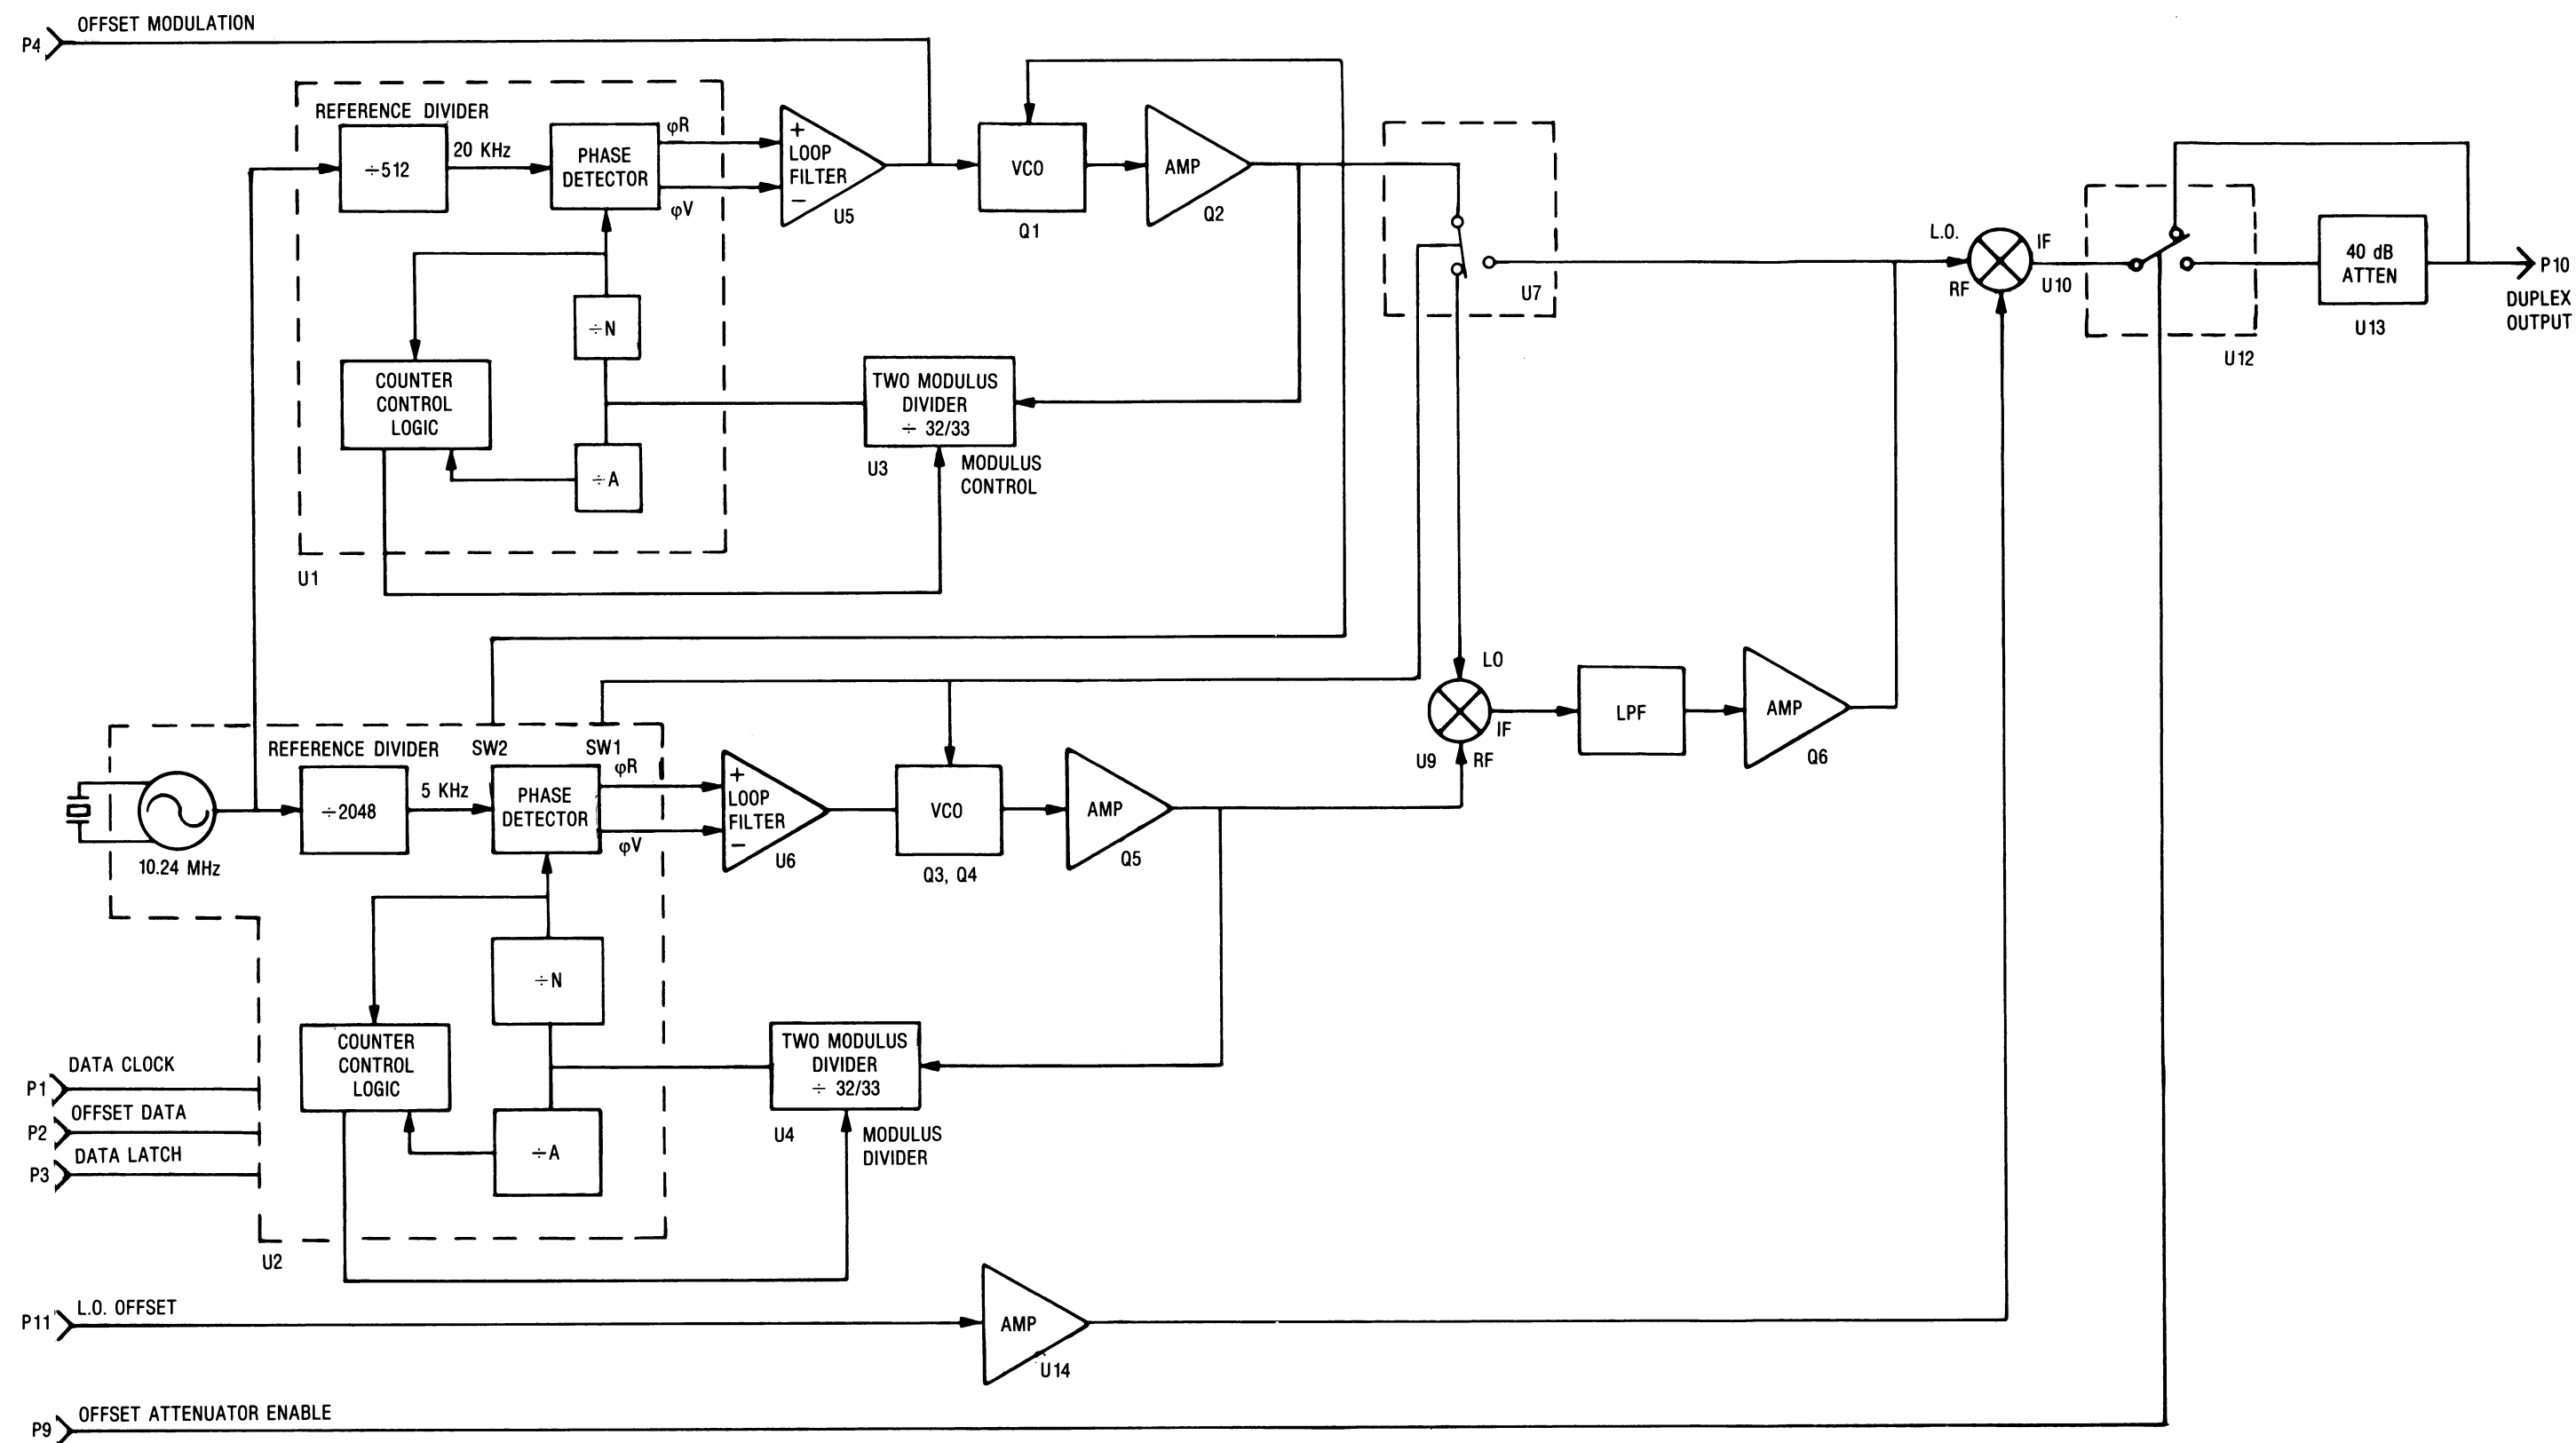 OFFSET MODULATION
P4
REFERENCE DIVIDER
÷512
20 KHz
PHASE
DETECTOR
φR
φV
+
LOOP
FILTER
−
U5
VCO
Q1
AMP
Q2
÷N
COUNTER
CONTROL
LOGIC
÷A
TWO MODULUS
DIVIDER
÷ 32/33
U3
MODULUS
CONTROL
U1
U7
L.O.
RF
IF
U10
U12
40 dB
ATTEN
U13
P10
DUPLEX
OUTPUT
LO
IF
U9
RF
LPF
AMP
Q6
REFERENCE DIVIDER
SW2
SW1
10.24 MHz
÷2048
5 KHz
PHASE
DETECTOR
φR
φV
+
LOOP
FILTER
−
U6
VCO
Q3, Q4
AMP
Q5
÷N
COUNTER
CONTROL
LOGIC
÷A
TWO MODULUS
DIVIDER
÷ 32/33
U4
MODULUS
DIVIDER
DATA CLOCK
P1
OFFSET DATA
P2
DATA LATCH
P3
U2
L.O. OFFSET
P11
AMP
U14
OFFSET ATTENUATOR ENABLE
P9